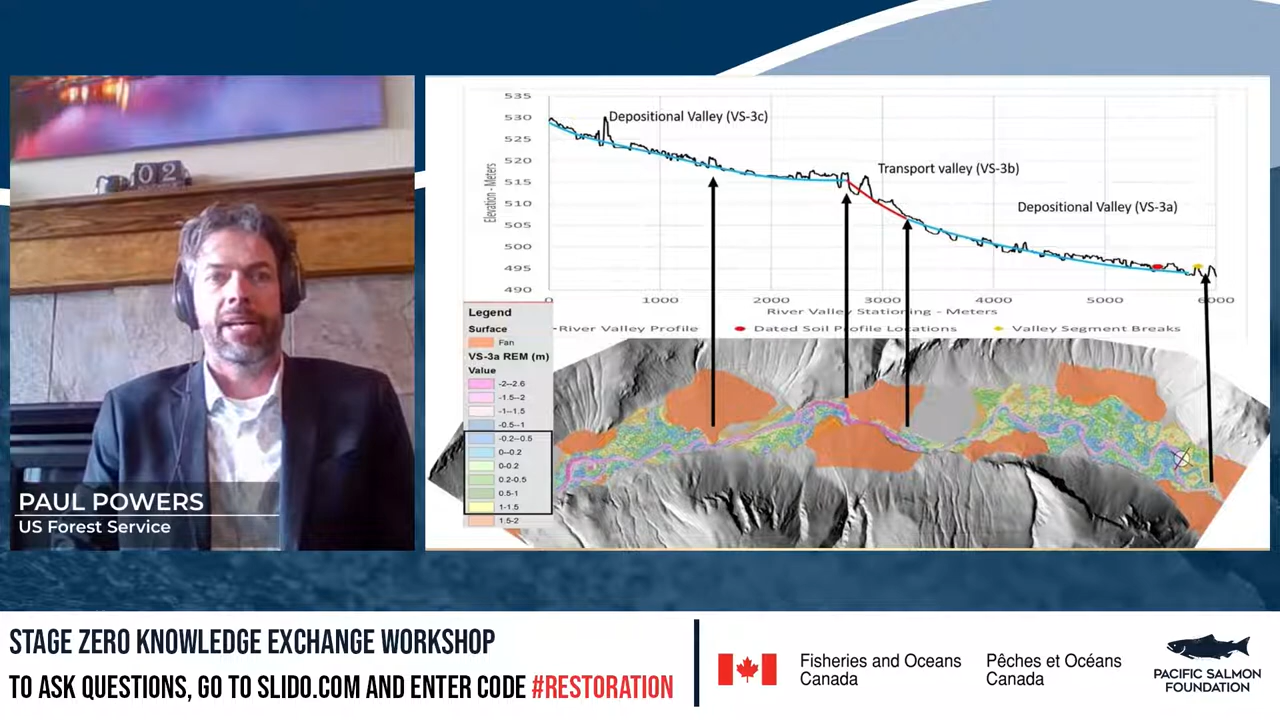 02
PAUL POWERS
US Forest Service
535
530
525
520
515
510
505
500
495
490
Elevation - Meters
Depositional Valley (VS-3c)
Transport valley (VS-3b)
Depositional Valley (VS-3a)
0
1000
2000
3000
4000
5000
6000
River Valley Stationing - Meters
River Valley Profile
Dated Soil Profile Locations
Valley Segment Breaks
Legend
Surface
Fan
VS-3a REM (m)
Value
-2--2.6
-1.5--2
-1--1.5
-0.5--1
-0.2--0.5
0--0.2
0-0.2
0.2-0.5
0.5-1
1-1.5
1.5-2
STAGE ZERO KNOWLEDGE EXCHANGE WORKSHOP
TO ASK QUESTIONS, GO TO SLIDO.COM AND ENTER CODE #RESTORATION
Fisheries and Oceans
Canada
Pêches et Océans
Canada
PACIFIC SALMON
FOUNDATION